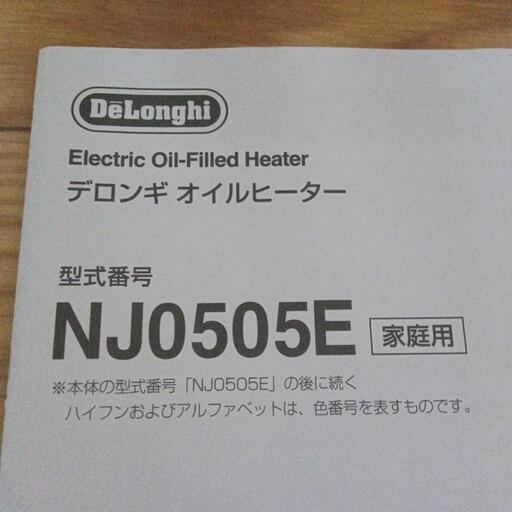 DeLonghi
Electric Oil-Filled Heater
デロンギ オイルヒーター
型式番号
NJ0505E 家庭用
※本体の型式番号「NJ0505E」の後に続く
ハイフンおよびアルファベットは、色番号を表すものです。